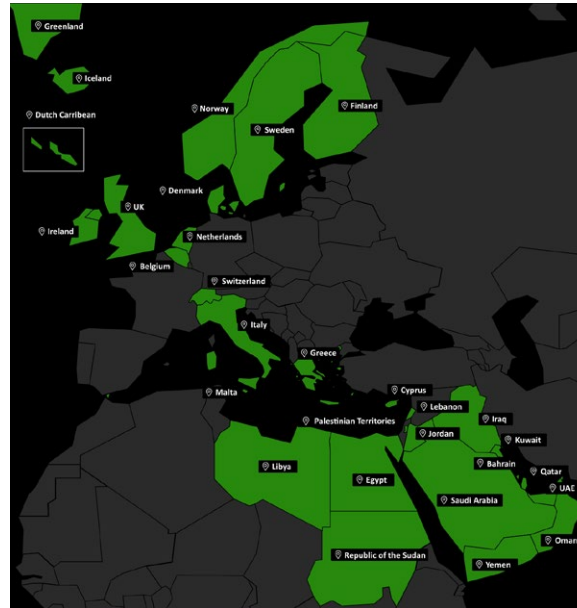 Greenland
Iceland
Dutch Carribean
Norway
Finland
Sweden
Denmark
UK
Ireland
Netherlands
Belgium
Switzerland
Italy
Greece
Malta
Cyprus
Lebanon
Palestinian Territories
Iraq
Jordan
Kuwait
Libya
Egypt
Bahrain
Qatar
UAE
Saudi Arabia
Oman
Republic of the Sudan
Yemen